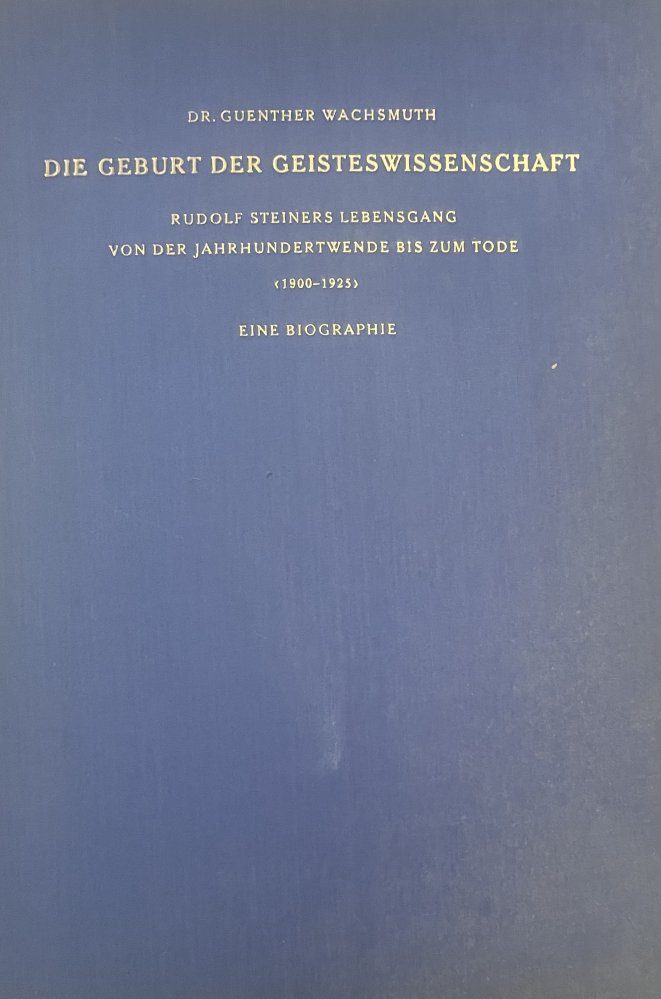 DR. GUENTHER WACHSMUTH
DIE GEBURT DER GEISTESWISSENSCHAFT
RUDOLF STEINERS LEBENSGANG
VON DER JAHRHUNDERTWENDE BIS ZUM TODE
‹1900–1925›
EINE BIOGRAPHIE